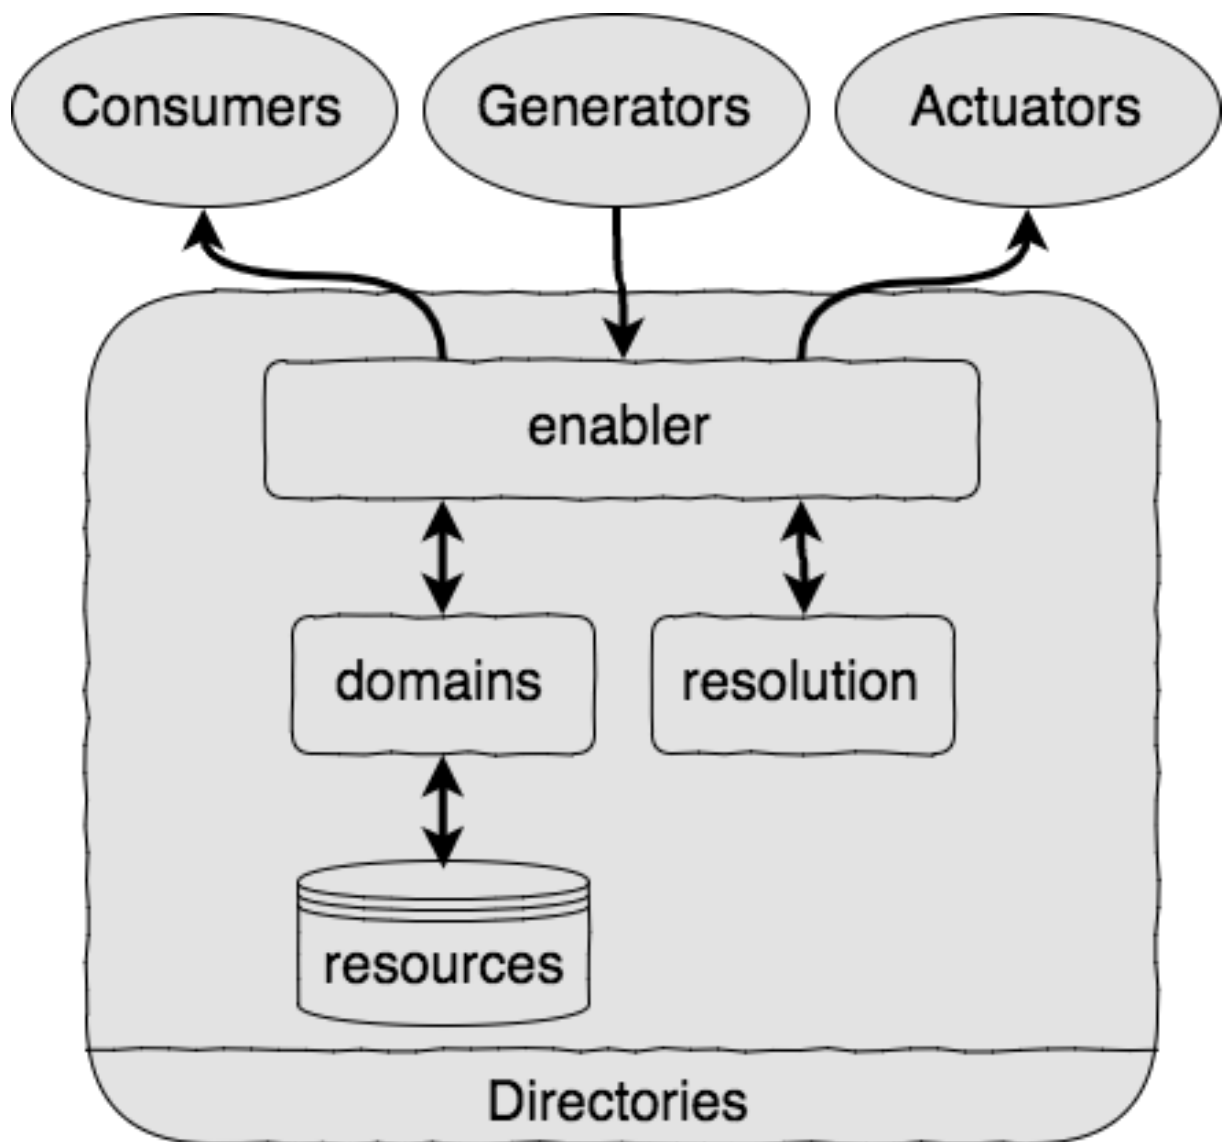 Consumers
Generators
Actuators
enabler
domains
resolution
resources
Directories